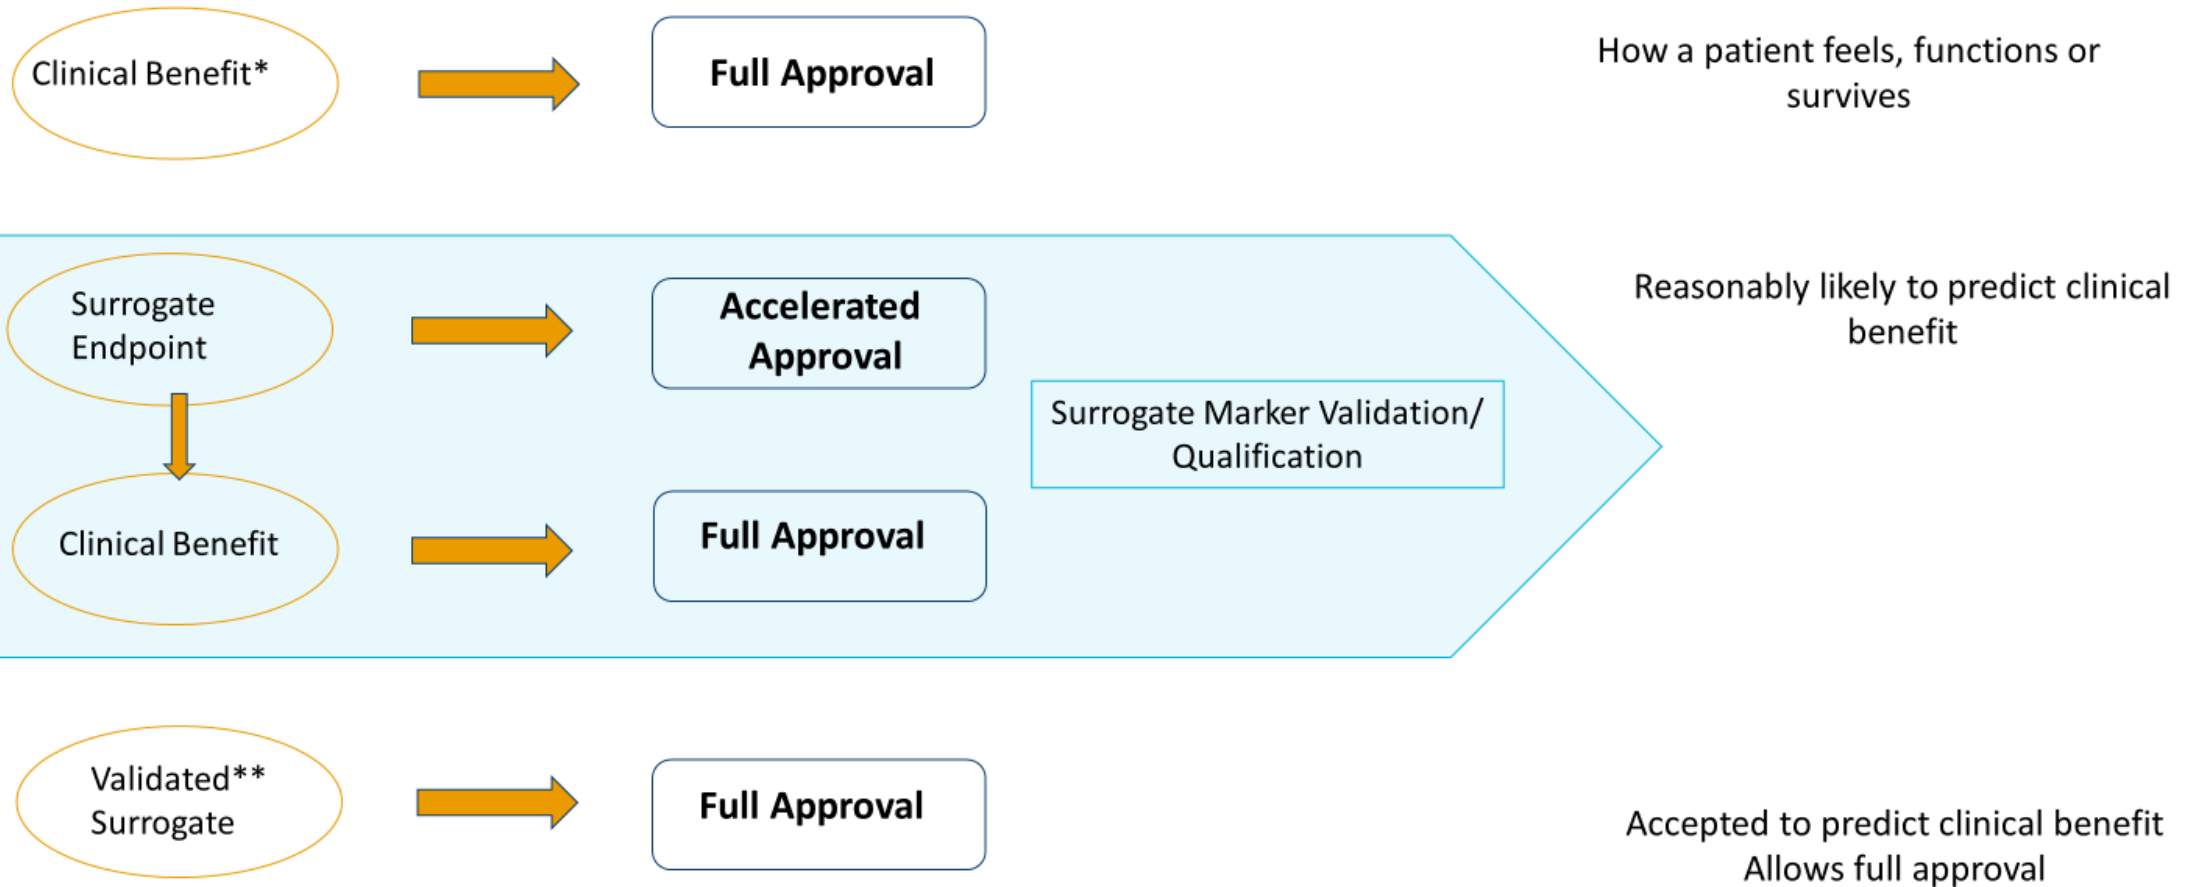 Clinical Benefit*
Full Approval
How a patient feels, functions or
survives
Surrogate
Endpoint
Accelerated
Approval
Reasonably likely to predict clinical
benefit
Surrogate Marker Validation/
Qualification
Clinical Benefit
Full Approval
Validated**
Surrogate
Full Approval
Accepted to predict clinical benefit
Allows full approval